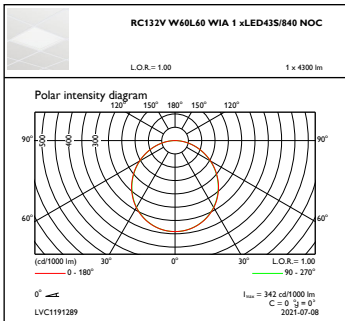 RC132V W60L60 WIA 1 xLED43S/840 NOC
L.O.R.= 1.00 1 x 4300 lm
Polar intensity diagram
120° 150° 180° 150° 120°
90° 500 400 300 90°
60° 60°
(cd/1000 lm) 30° 0° 30° L.O.R.= 1.00
0 - 180° 90 - 270°
0° Imax = 342 cd/1000 lm
C = 0 °g = 0°
LVC1191289 2021-07-08